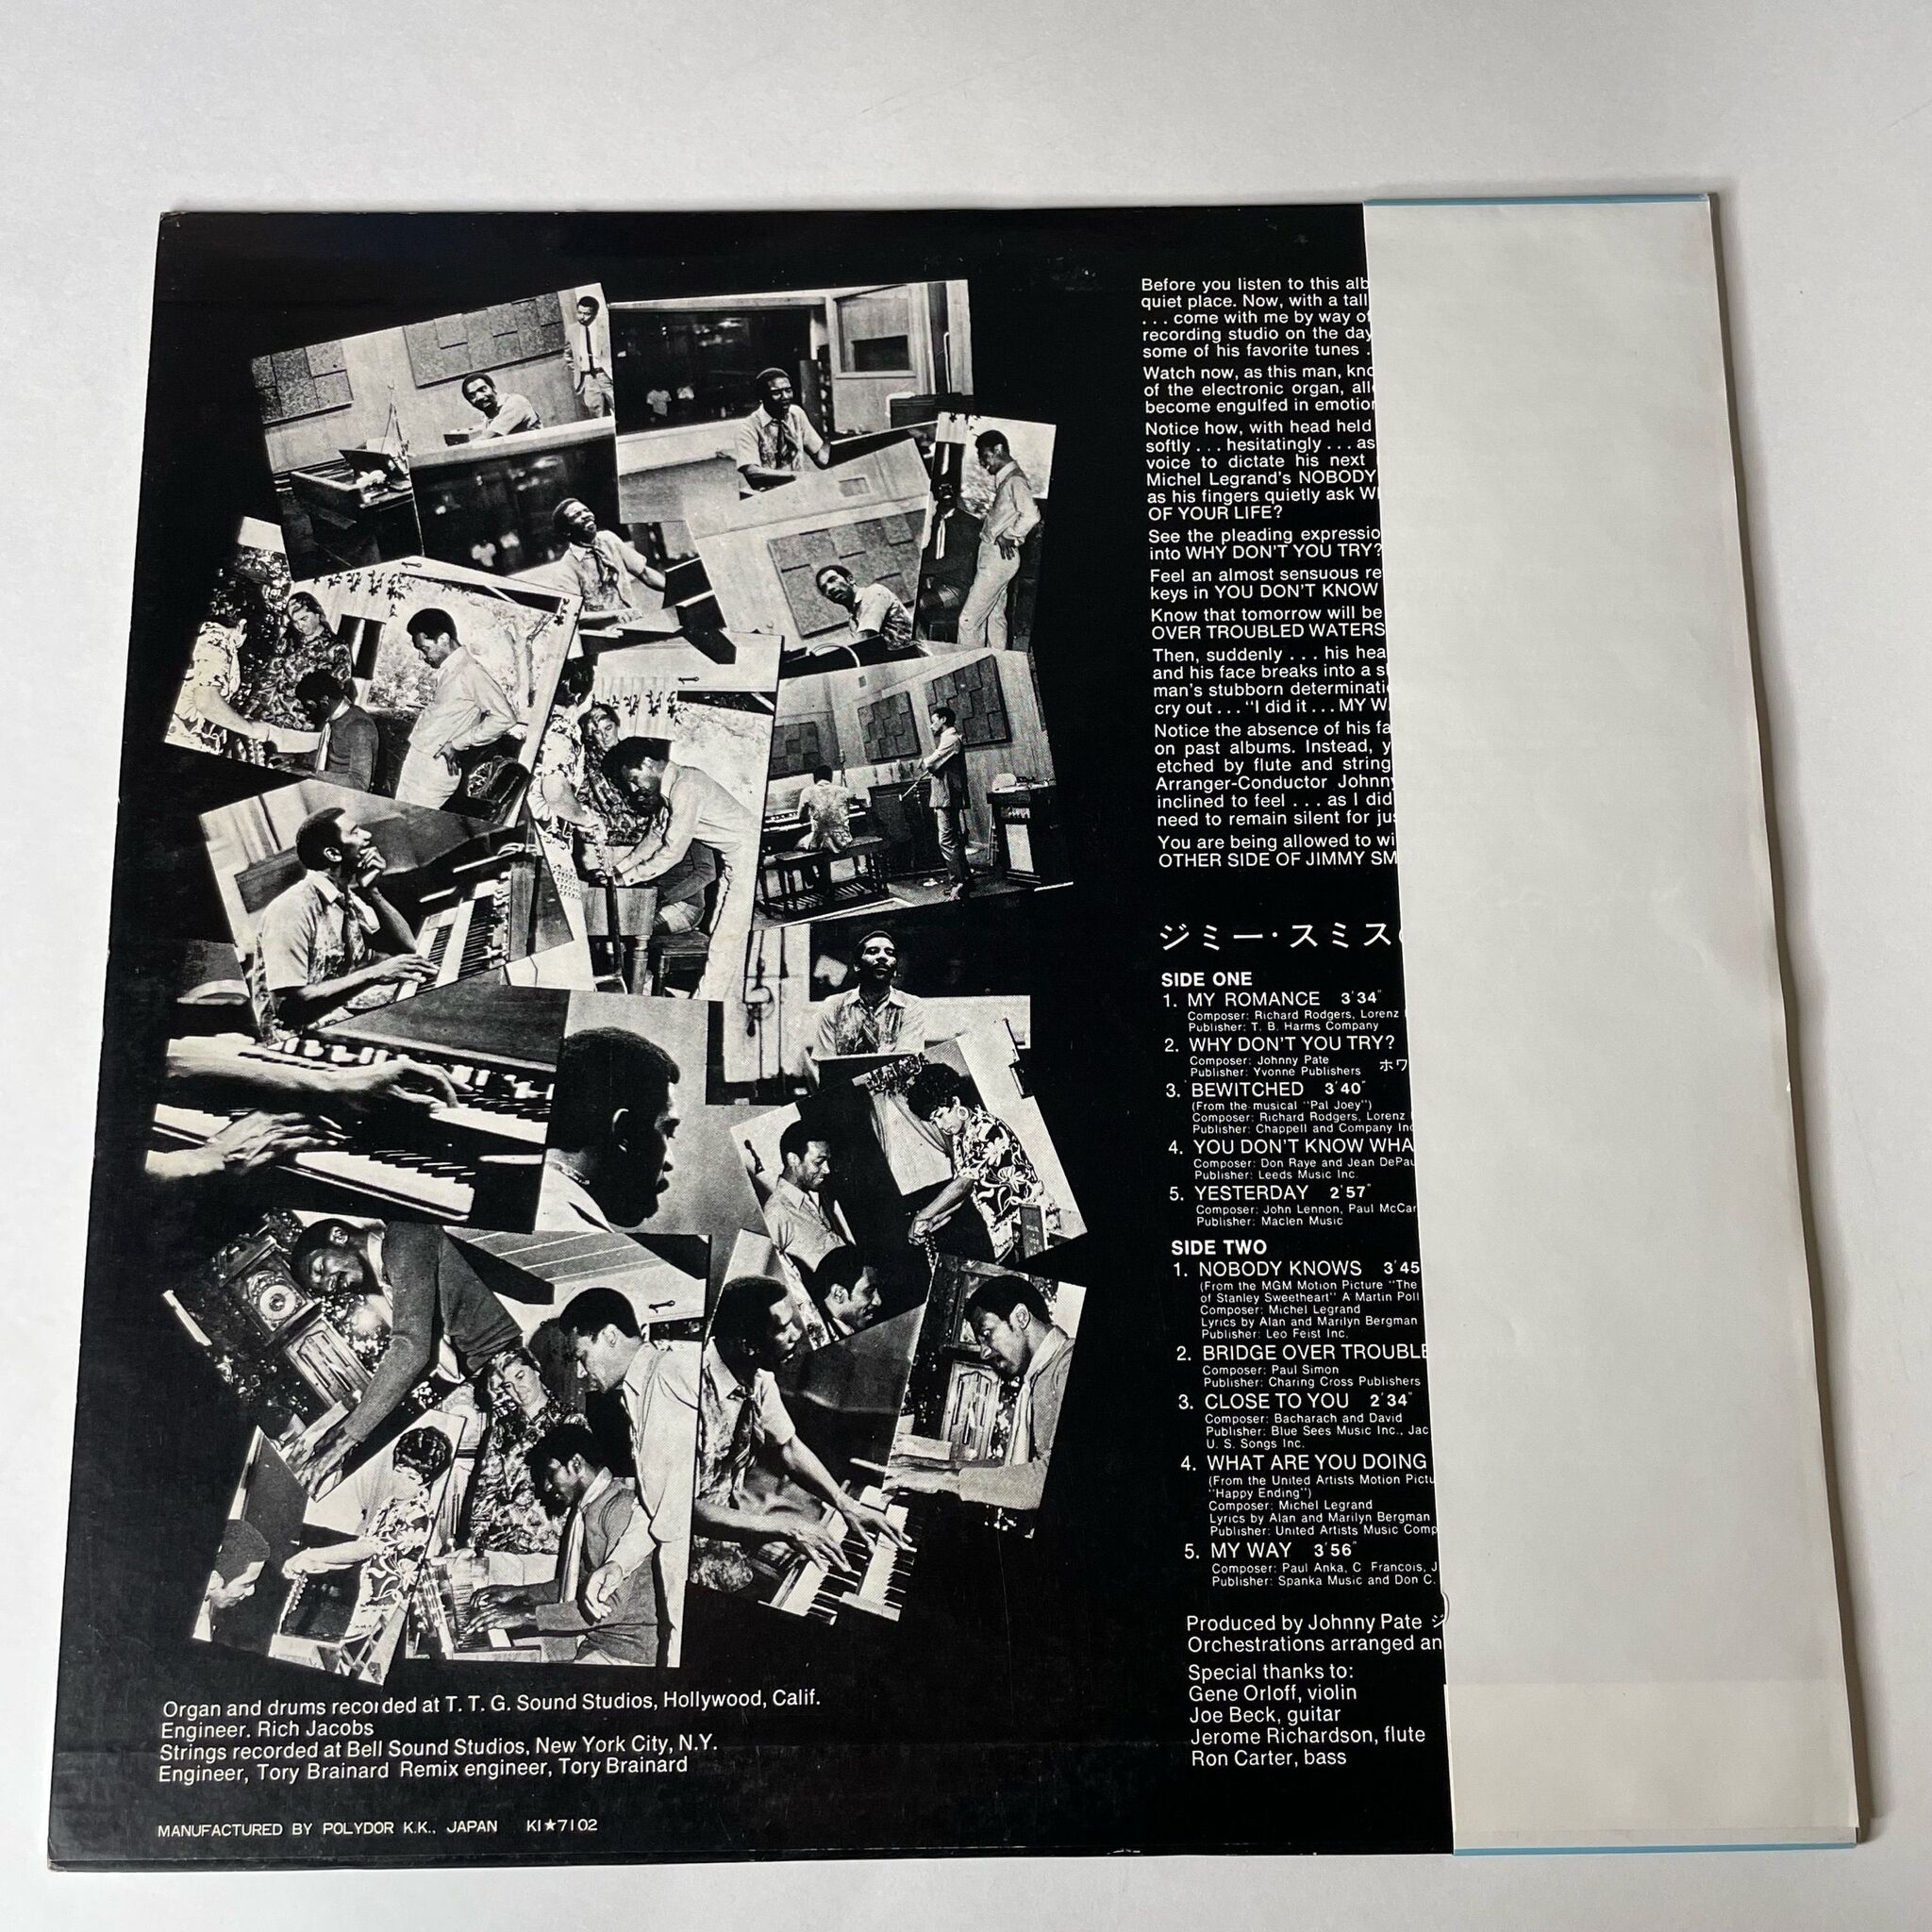 Before you listen to this alb
quiet place. Now, with a tall
... come with me by way of
recording studio on the day
some of his favorite tunes .
Watch now, as this man, kno
of the electronic organ, all
become engulfed in emotion
Notice how, with head held
softly ... hesitatingly ... as
voice to dictate his next
Michel Legrand's NOBODY
as his fingers quietly ask W
OF YOUR LIFE?
See the pleading expressio
into WHY DON'T YOU TRY?
Feel an almost sensuous re
keys in YOU DON'T KNOW
Know that tomorrow will be
OVER TROUBLED WATERS
Then, suddenly ... his hea
and his face breaks into a s
man's stubborn determinati
cry out ... "I did it ... MY W
Notice the absence of his fa
on past albums. Instead, y
etched by flute and string
Arranger-Conductor Johnny
inclined to feel ... as I did
need to remain silent for jus
You are being allowed to wi
OTHER SIDE OF JIMMY SM
ジミー・スミス
SIDE ONE
1. MY ROMANCE 3'34"
Composer: Richard Rodgers, Lorenz
Publisher: T. B. Harms Company
2. WHY DON'T YOU TRY?
Composer: Johnny Pate
Publisher: Yvonne Publishers ホワ
3. BEWITCHED 3'40"
(From the musical "Pal Joey")
Composer: Richard Rodgers, Lorenz
Publisher: Chappell and Company Inc
4. YOU DON'T KNOW WHA
Composer: Don Raye and Jean DePau
Publisher: Leeds Music Inc.
5. YESTERDAY 2'57"
Composer: John Lennon, Paul McCar
Publisher: Maclen Music
SIDE TWO
1. NOBODY KNOWS 3'45
(From the MGM Motion Picture "The
of Stanley Sweetheart" A Martin Poll
Composer: Michel Legrand
Lyrics by Alan and Marilyn Bergman
Publisher: Leo Feist Inc.
2. BRIDGE OVER TROUBLE
Composer: Paul Simon
Publisher: Charing Cross Publishers
3. CLOSE TO YOU 2'34"
Composer: Bacharach and David
Publisher: Blue Sees Music Inc., Jac
U. S. Songs Inc.
4. WHAT ARE YOU DOING
(From the United Artists Motion Pictu
"Happy Ending")
Composer: Michel Legrand
Lyrics by Alan and Marilyn Bergman
Publisher: United Artists Music Comp
5. MY WAY 3'56"
Composer: Paul Anka, C Francois, J
Publisher: Spanka Music and Don C.
Produced by Johnny Pate ジ
Orchestrations arranged an
Special thanks to:
Gene Orloff, violin
Joe Beck, guitar
Jerome Richardson, flute
Ron Carter, bass
Organ and drums recorded at T. T. G. Sound Studios, Hollywood, Calif.
Engineer. Rich Jacobs
Strings recorded at Bell Sound Studios, New York City, N.Y.
Engineer, Tory Brainard Remix engineer, Tory Brainard
MANUFACTURED BY POLYDOR K.K., JAPAN KI★7102